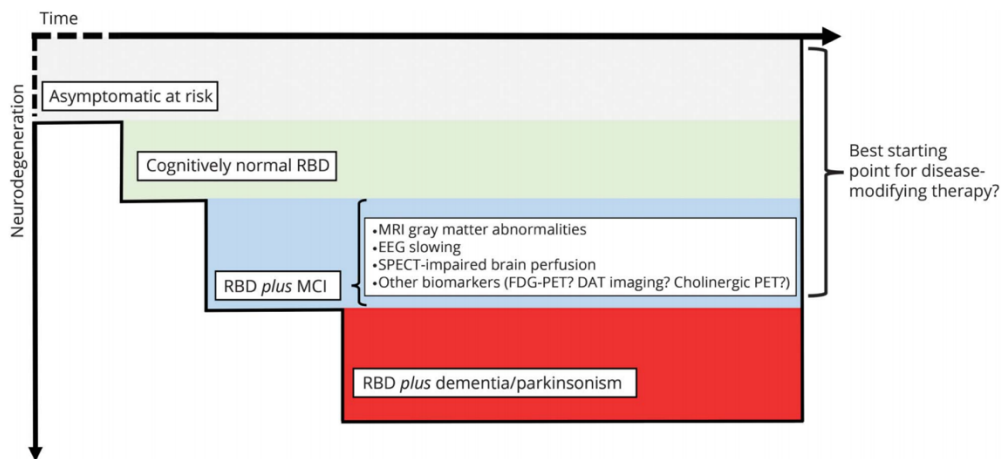 Time
Neurodegeneration
Asymptomatic at risk
Cognitively normal RBD
RBD plus MCI
•MRI gray matter abnormalities
•EEG slowing
•SPECT-impaired brain perfusion
•Other biomarkers (FDG-PET? DAT imaging? Cholinergic PET?)
RBD plus dementia/parkinsonism
Best starting
point for disease-
modifying therapy?